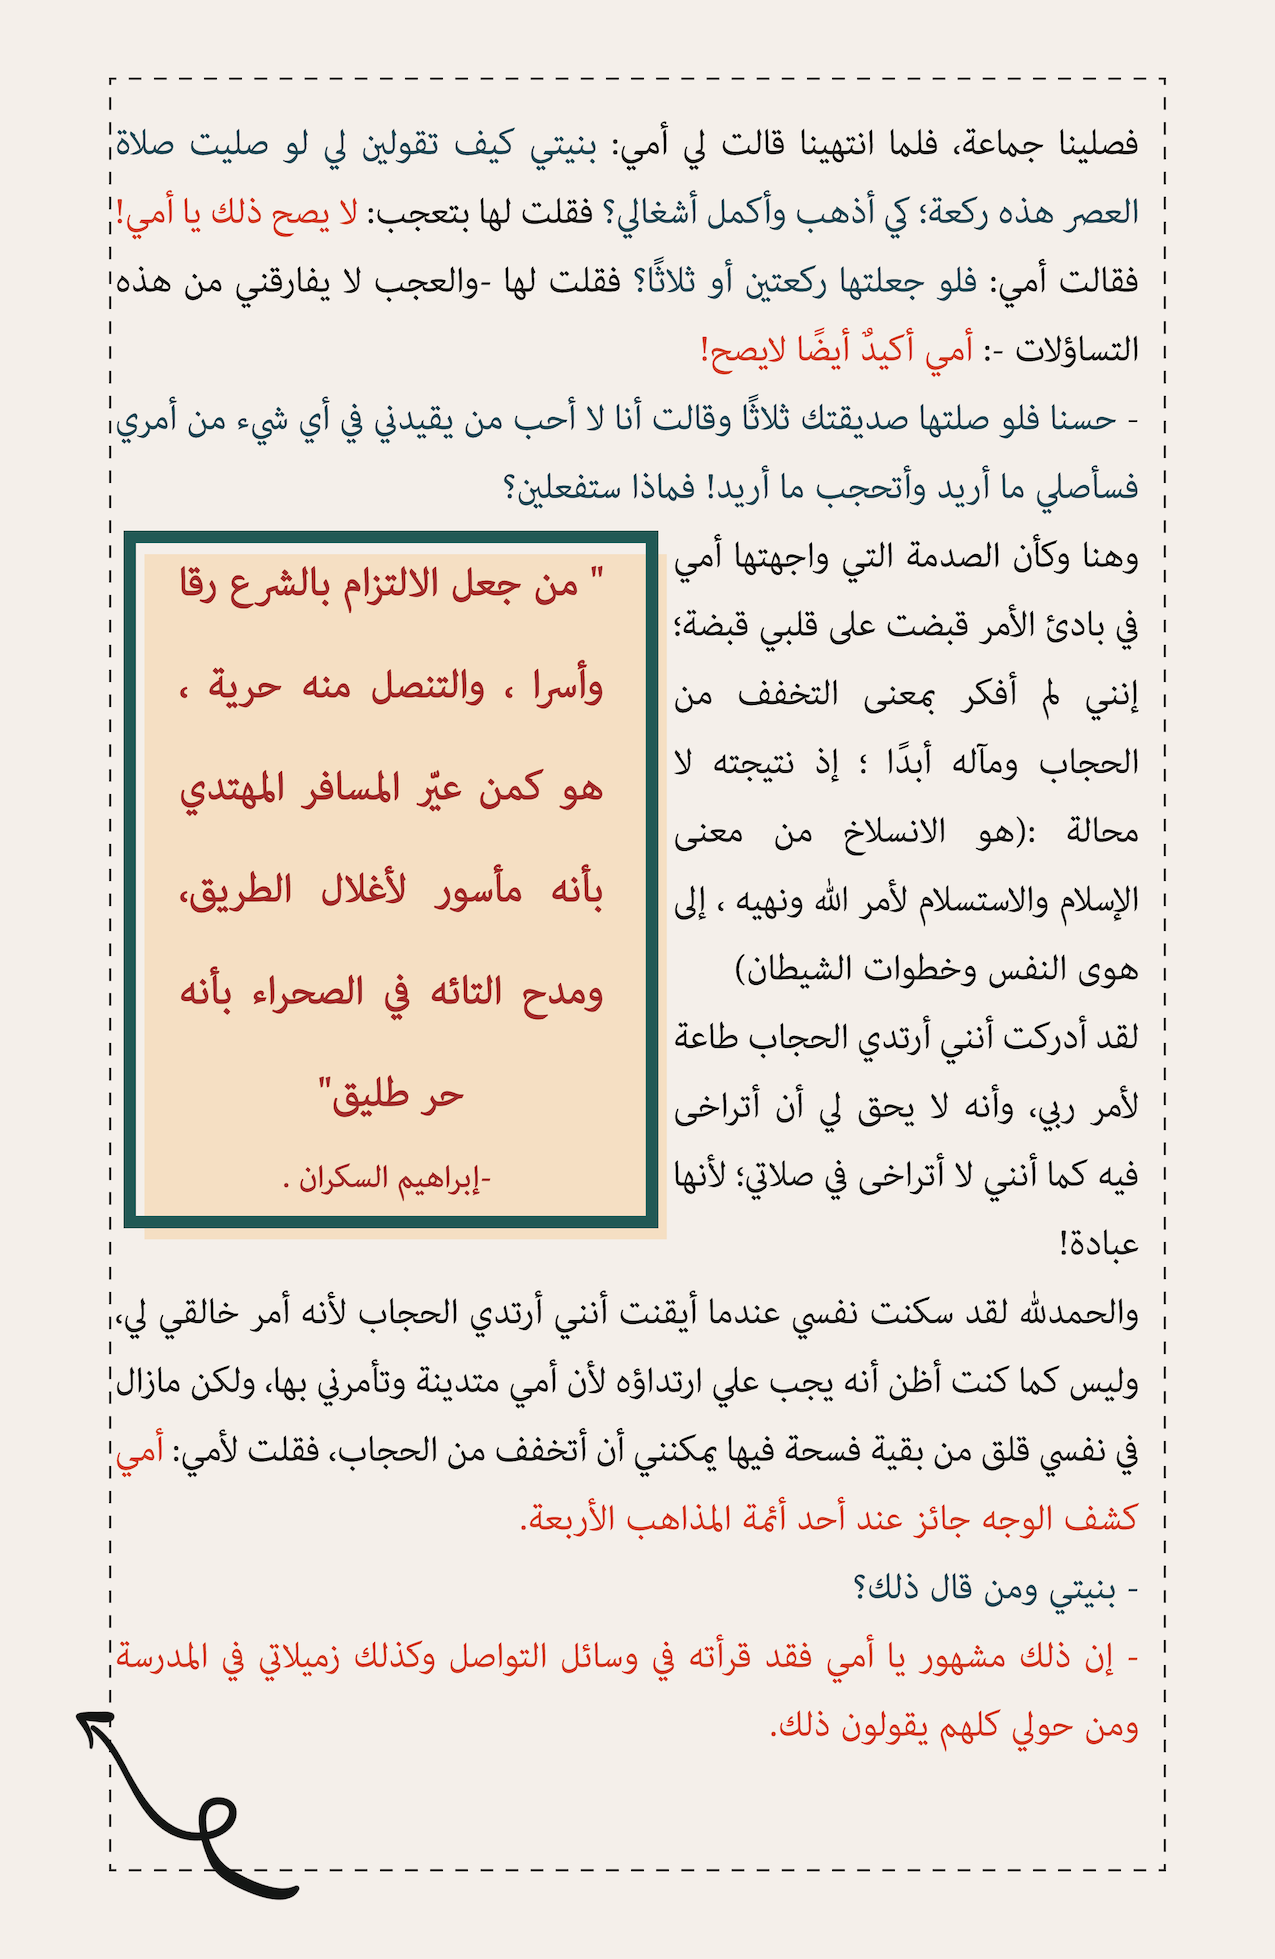 فصلينا جماعة، فلما انتهينا قالت لي أمي: بنيتي كيف تقولين لي لو صليت صلاة
العصر هذه ركعة؛ كي أذهب وأكمل أشغالي؟ فقلت لها بتعجب: لا يصح ذلك يا أمي!
فقالت أمي: فلو جعلتها ركعتين أو ثلاثًا؟ فقلت لها -والعجب لا يفارقني من هذه
التساؤلات -: أمي أكيدٌ أيضًا لايصح!
- حسنا فلو صلتها صديقتك ثلاثًا وقالت أنا لا أحب من يقيدني في أي شيء من أمري
فسأصلي ما أريد وأتحجب ما أريد! فماذا ستفعلين؟
وهنا وكأن الصدمة التي واجهتها أمي
في بادئ الأمر قبضت على قلبي قبضة؛
إنني لم أفكر بمعنى التخفف من
الحجاب ومآله أبدًا ؛ إذ نتيجته لا
محالة :(هو الانسلاخ من معنى
الإسلام والاستسلام لأمر الله ونهيه ، إلى
هوى النفس وخطوات الشيطان)
لقد أدركت أنني أرتدي الحجاب طاعة
لأمر ربي، وأنه لا يحق لي أن أتراخى
فيه كما أنني لا أتراخى في صلاتي؛ لأنها
عبادة!
" من جعل الالتزام بالشرع رقا
وأسرا ، والتنصل منه حرية ،
هو كمن عيّر المسافر المهتدي
بأنه مأسور لأغلال الطريق،
ومدح التائه في الصحراء بأنه
حر طليق"
-إبراهيم السكران .
والحمدلله لقد سكنت نفسي عندما أيقنت أنني أرتدي الحجاب لأنه أمر خالقي لي،
وليس كما كنت أظن أنه يجب علي ارتداؤه لأن أمي متدينة وتأمرني بها، ولكن مازال
في نفسي قلق من بقية فسحة فيها يمكنني أن أتخفف من الحجاب، فقلت لأمي: أمي
كشف الوجه جائز عند أحد أئمة المذاهب الأربعة.
- بنيتي ومن قال ذلك؟
- إن ذلك مشهور يا أمي فقد قرأته في وسائل التواصل وكذلك زميلاتي في المدرسة
ومن حولي كلهم يقولون ذلك.